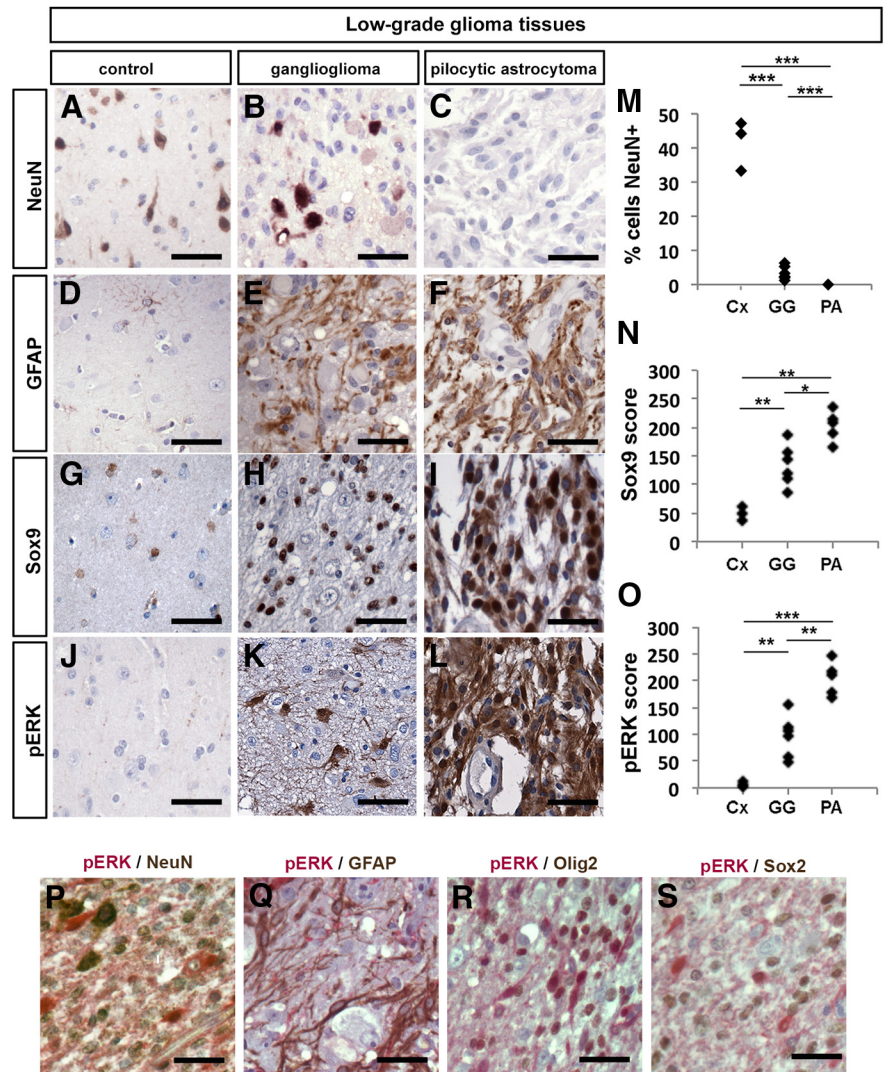 Low-grade glioma tissues
control
ganglioglioma
pilocytic astrocytoma
NeuN
A
B
C
GFAP
D
E
F
Sox9
G
H
I
pERK
J
K
L
M
***
***
***
% cells NeuN+
50
40
30
20
10
0
Cx GG PA
N
**
**
*
Sox9 score
300
250
200
150
100
50
0
Cx GG PA
O
***
**
**
pERK score
300
250
200
150
100
50
0
Cx GG PA
pERK / NeuN
pERK / GFAP
pERK / Olig2
pERK / Sox2
P
Q
R
S